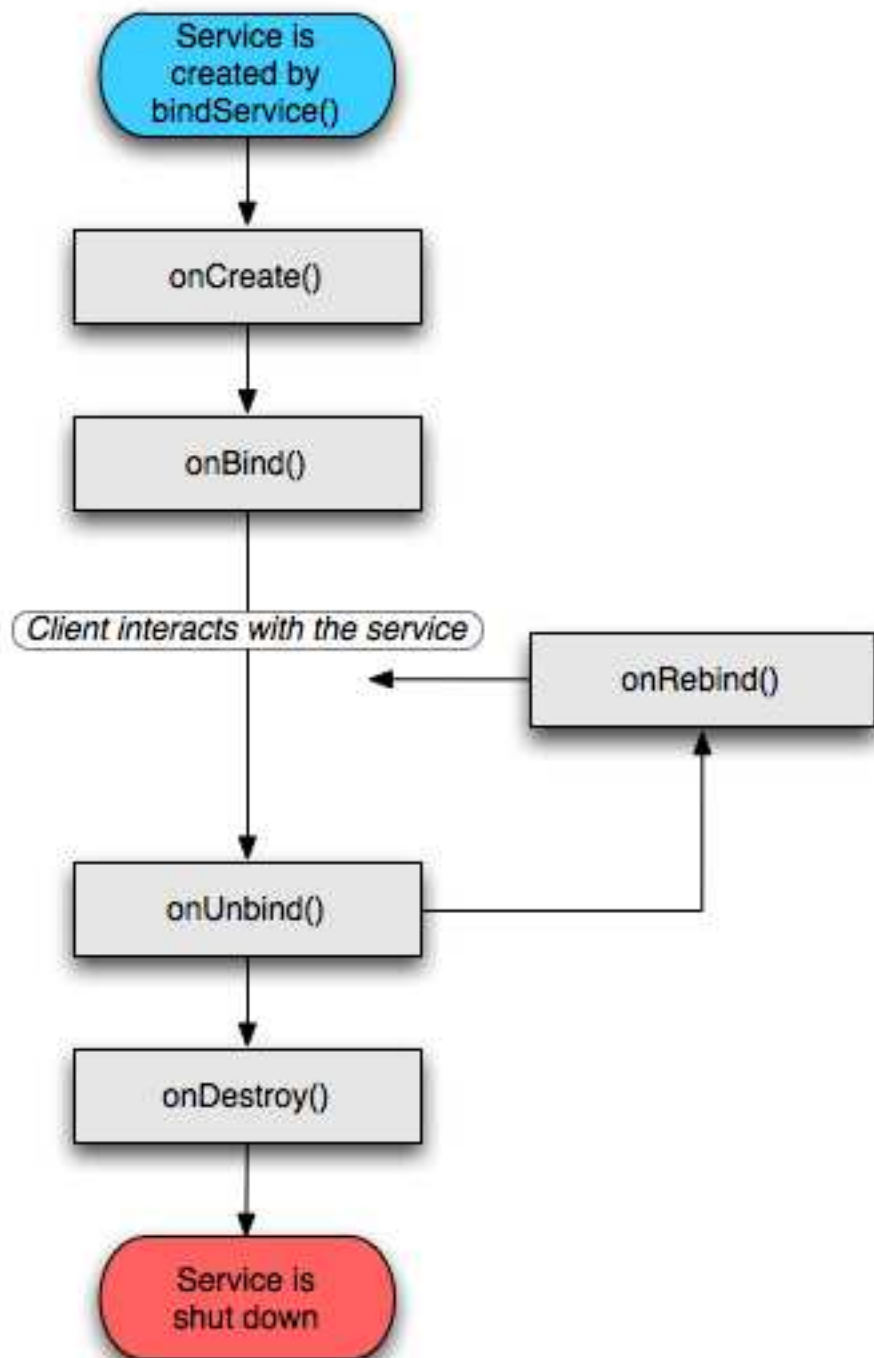 Service is
created by
bindService()
onCreate()
onBind()
Client interacts with the service
onRebind()
onUnbind()
onDestroy()
Service is
shut down